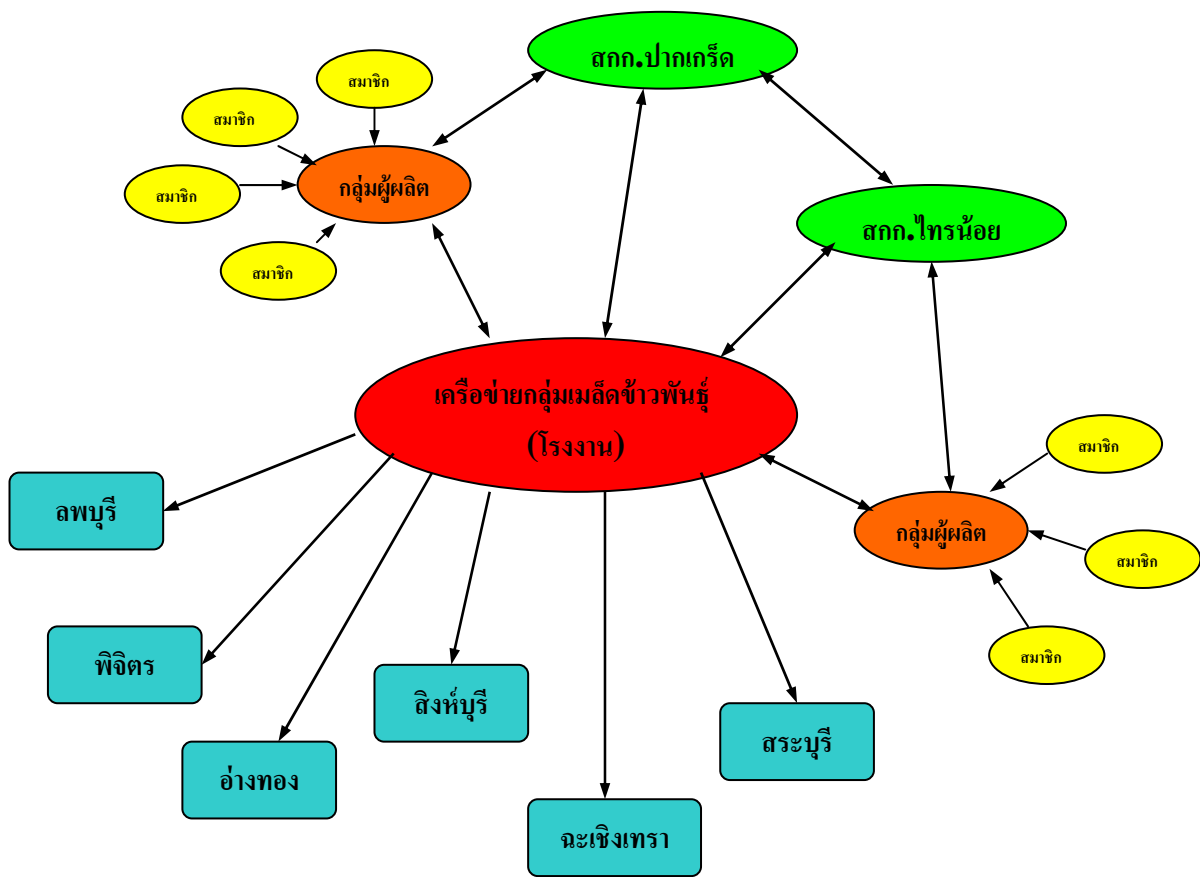 สกก.ปากเกร็ด
สมาชิก
สมาชิก
สมาชิก
กลุ่มผู้ผลิต
สมาชิก
สกก.ไทรน้อย
เครือข่ายกลุ่มเมล็ดข้าวพันธุ์
(โรงงาน)
สมาชิก
กลุ่มผู้ผลิต
สมาชิก
สมาชิก
ลพบุรี
พิจิตร
สิงห์บุรี
สระบุรี
อ่างทอง
ฉะเชิงเทรา